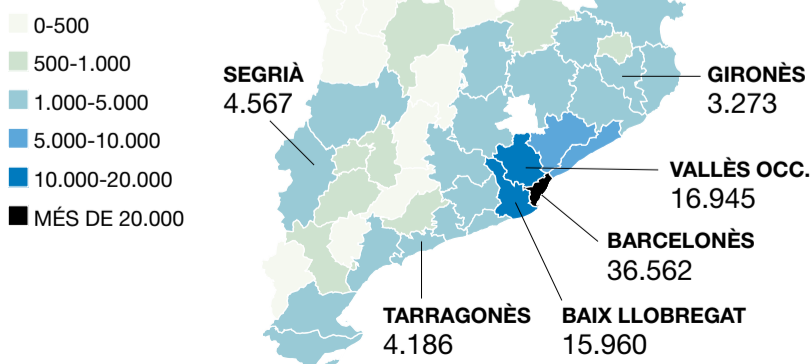 0-500
500-1.000
1.000-5.000
5.000-10.000
10.000-20.000
MÉS DE 20.000
SEGRIÀ
4.567
GIRONÈS
3.273
VALLÈS OCC.
16.945
BARCELONÈS
36.562
TARRAGONÈS
4.186
BAIX LLOBREGAT
15.960